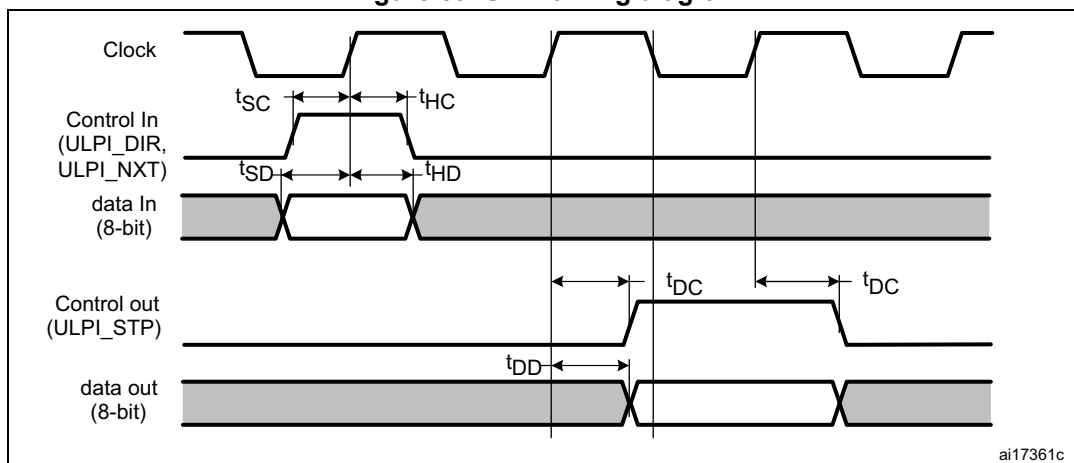 Clock
tSC
tHC
Control In
(ULPI_DIR,
ULPI_NXT)
tSD
tHD
data In
(8-bit)
Control out
(ULPI_STP)
tDC
tDC
tDD
data out
(8-bit)
ai17361c